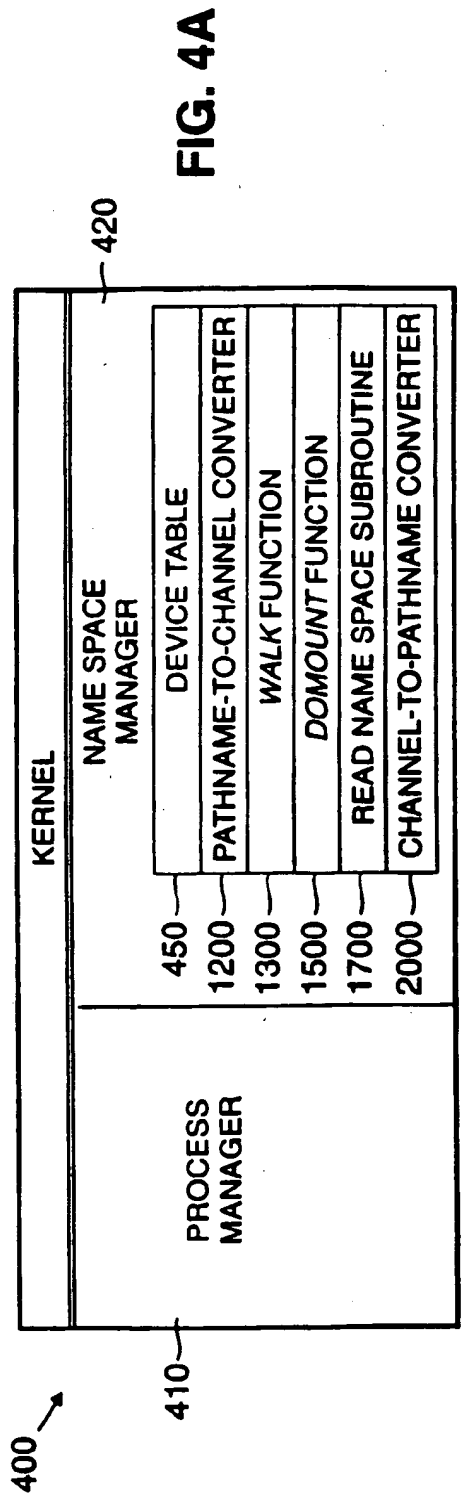 FIG. 4A
400
KERNEL
410
PROCESS
MANAGER
420
NAME SPACE
MANAGER
450 DEVICE TABLE
1200 PATHNAME-TO-CHANNEL CONVERTER
1300 WALK FUNCTION
1500 DOMOUNT FUNCTION
1700 READ NAME SPACE SUBROUTINE
2000 CHANNEL-TO-PATHNAME CONVERTER